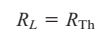 R_L = R_Th